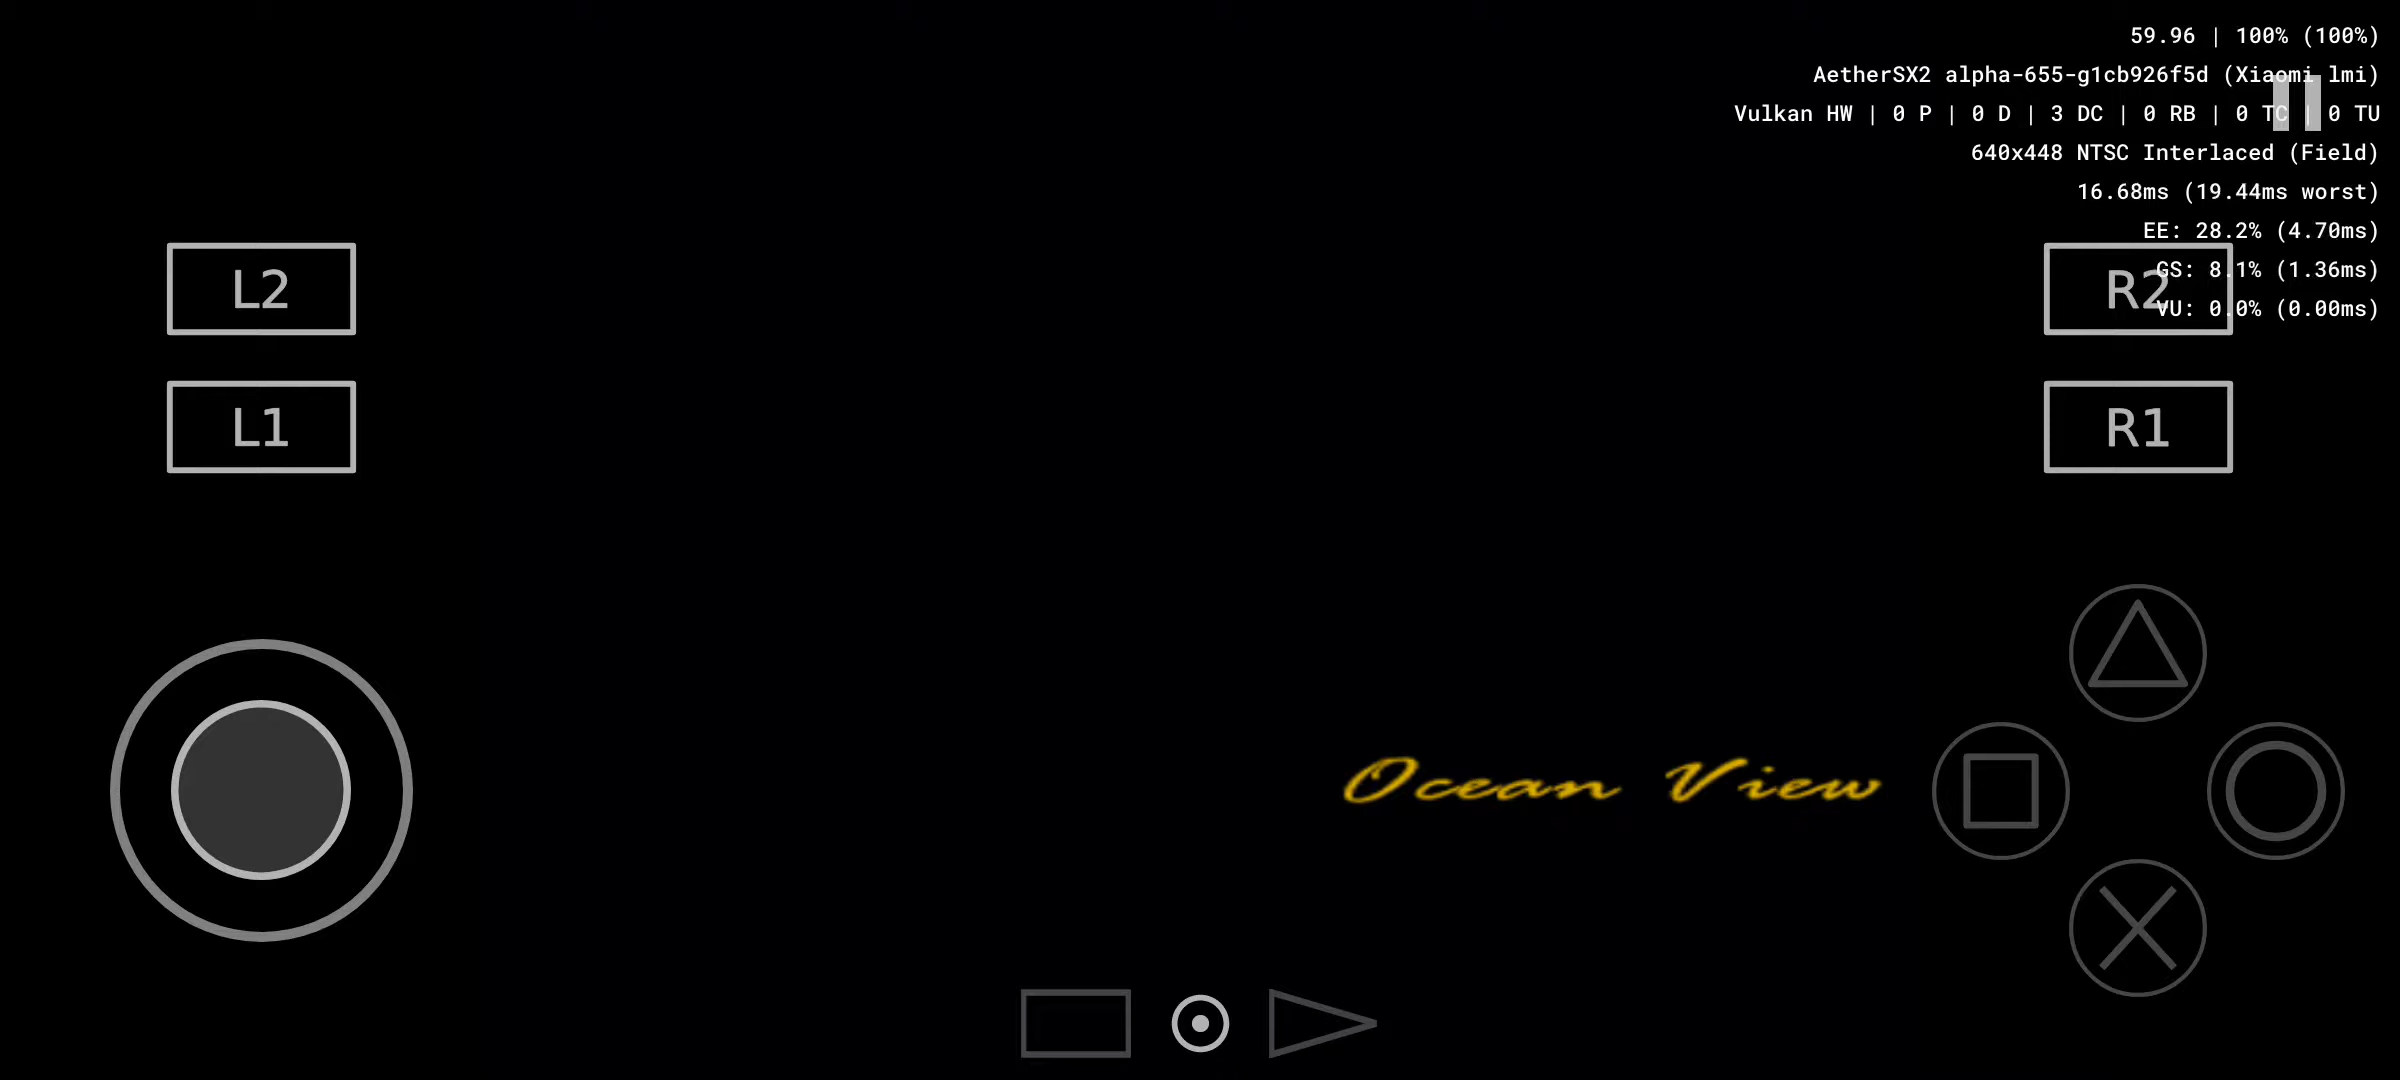 59.96 | 100% (100%)
AetherSX2 alpha-655-g1cb926f5d (Xiaomi lmi)
Vulkan HW | 0 P | 0 D | 3 DC | 0 RB | 0 TC | 0 TU
640x448 NTSC Interlaced (Field)
16.68ms (19.44ms worst)
EE: 28.2% (4.70ms)
GS: 8.1% (1.36ms)
VU: 0.0% (0.00ms)
L2
R2
L1
R1
Ocean View